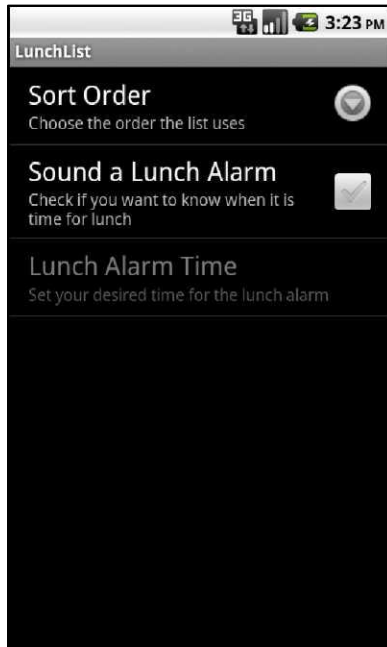 3G 3:23 PM
LunchList
Sort Order
Choose the order the list uses
Sound a Lunch Alarm
Check if you want to know when it is
time for lunch
Lunch Alarm Time
Set your desired time for the lunch alarm